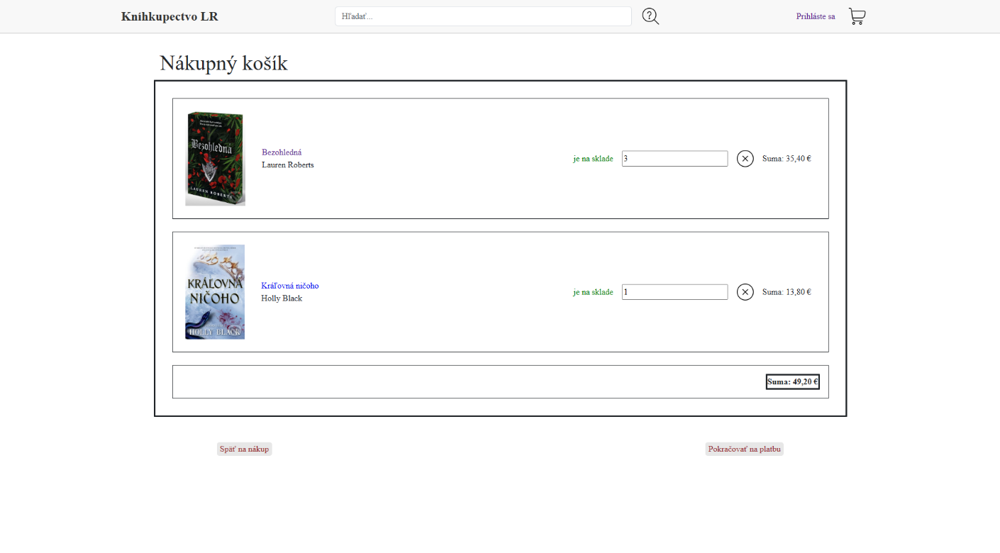 Kníhkupectvo LR
Hľadať...
?
Prihláste sa
Nákupný košík
Bezohledná
LAUREN ROBERTS
Bezohledná
Lauren Roberts
je na sklade
3
Suma: 35,40 €
KRÁĽOVNÁ
NIČOHO
HOLLY BLACK
Kráľovná ničoho
Holly Black
je na sklade
1
Suma: 13,80 €
Suma: 49,20 €
Späť na nákup
Pokračovať na platbu